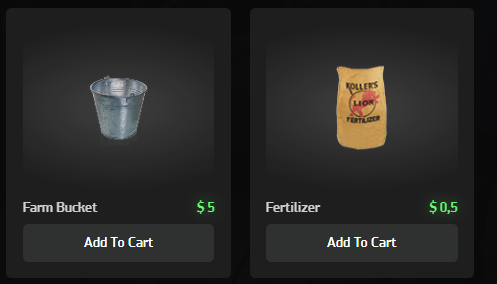 KOLLER'S
LION
FERTILIZER
Farm Bucket $ 5
Fertilizer $ 0,5
Add To Cart
Add To Cart